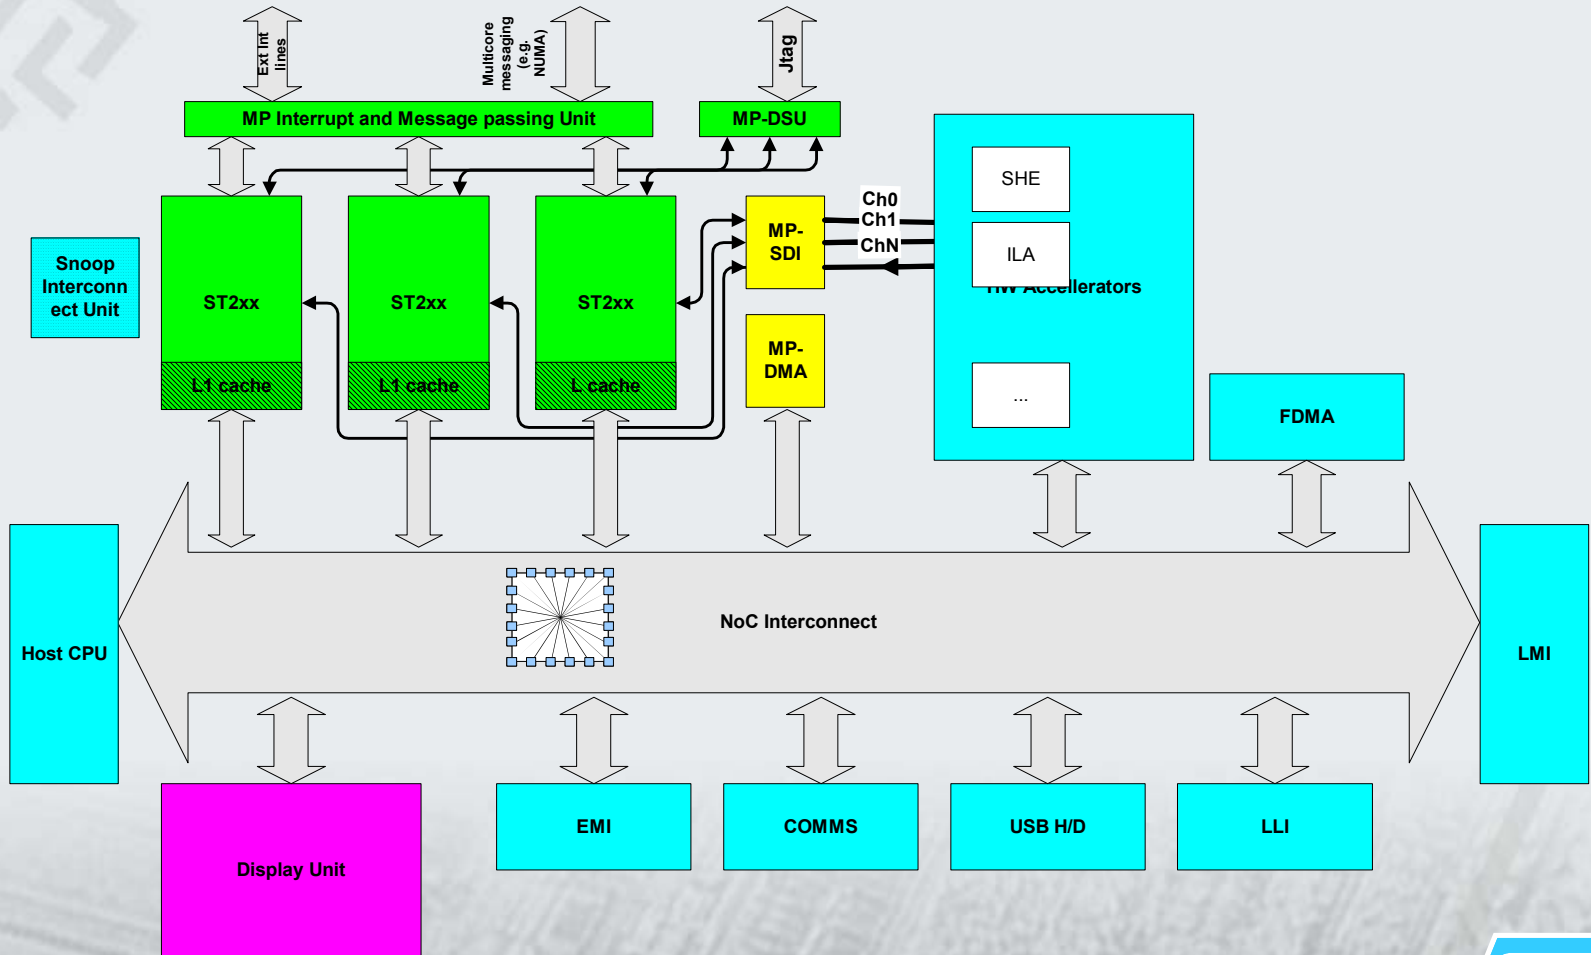 Ext Int
lines
Multicore
messaging
(e.g.
NUMA)
Jtag
MP Interrupt and Message passing Unit
MP-DSU
SHE
Ch0
Ch1
ChN
MP-
SDI
ILA
HW Accellerators
Snoop
Interconn
ect Unit
ST2xx
ST2xx
ST2xx
MP-
DMA
L1 cache
L1 cache
L cache
...
FDMA
NoC Interconnect
Host CPU
LMI
EMI
COMMS
USB H/D
LLI
Display Unit